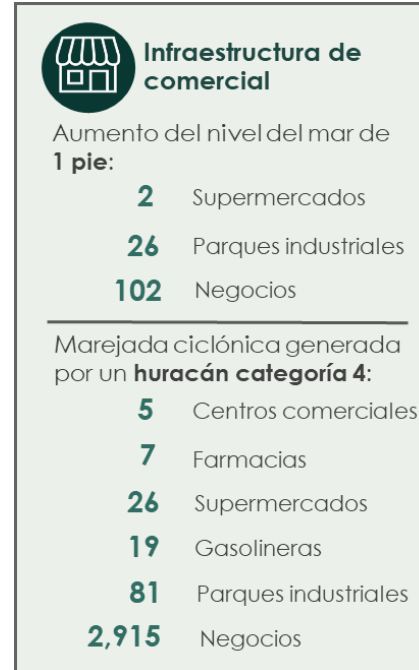 Infraestructura de
comercial
Aumento del nivel del mar de
1 pie:
2 Supermercados
26 Parques industriales
102 Negocios
Marejada ciclónica generada
por un huracán categoría 4:
5 Centros comerciales
7 Farmacias
26 Supermercados
19 Gasolineras
81 Parques industriales
2,915 Negocios